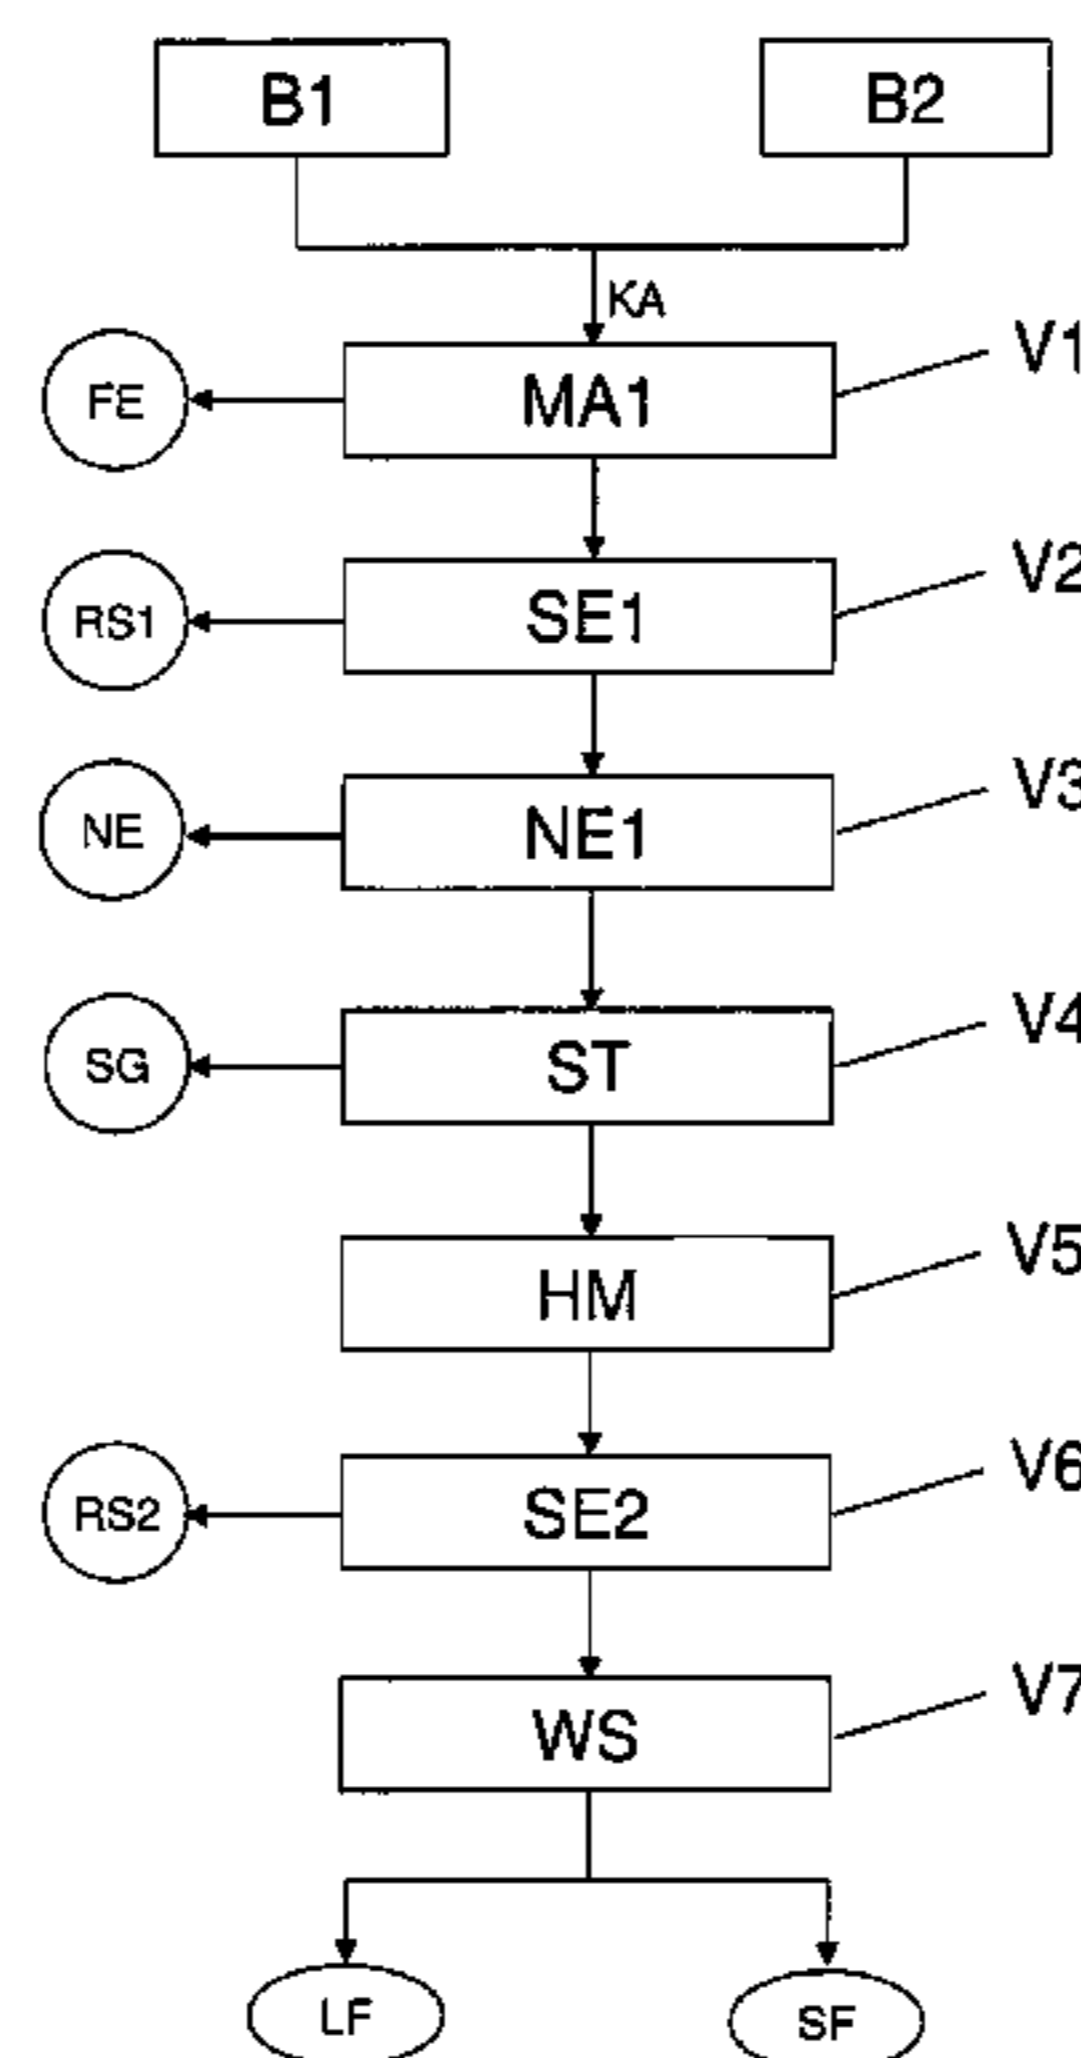 B1 B2
KA
V1
FE MA1
V2
RS1 SE1
V3
NE NE1
V4
SG ST
V5
HM
V6
RS2 SE2
V7
WS
LF SF